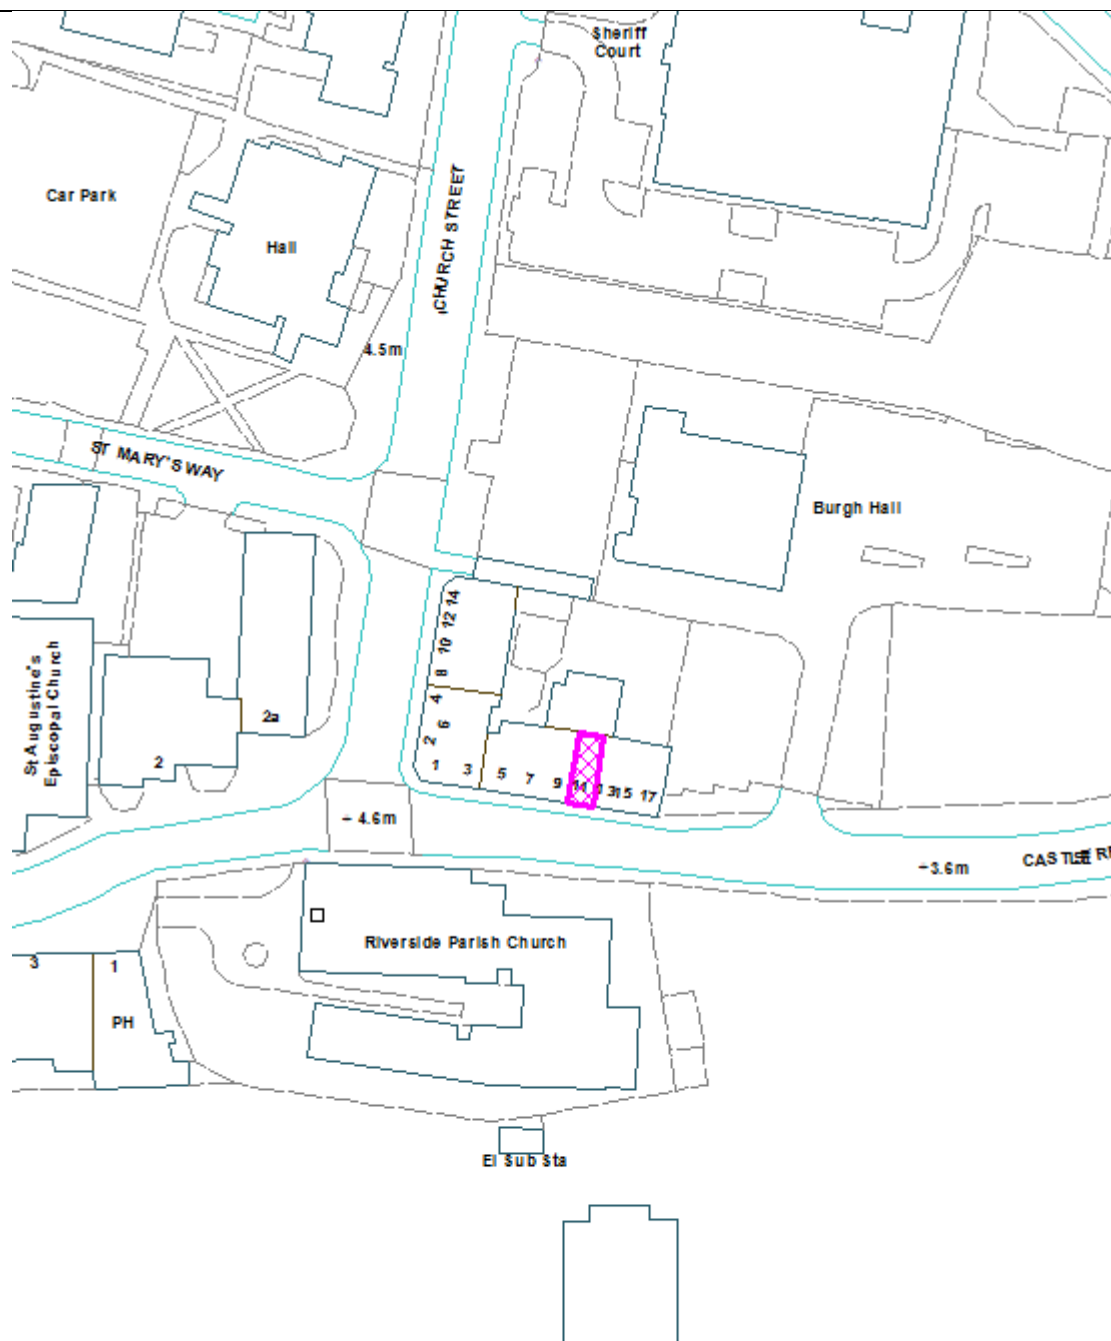 Sheriff
Court
Car Park
CHURCH STREET
Hall
4.5m
ST MARY'S WAY
Burgh Hall
14
12
10
8
4
6
2
1
3
5
7
9
11
13
15
17
St Augustine's
Episcopal Church
2a
2
4.6m
3.6m
Riverside Parish Church
3
1
PH
El Sub Sta